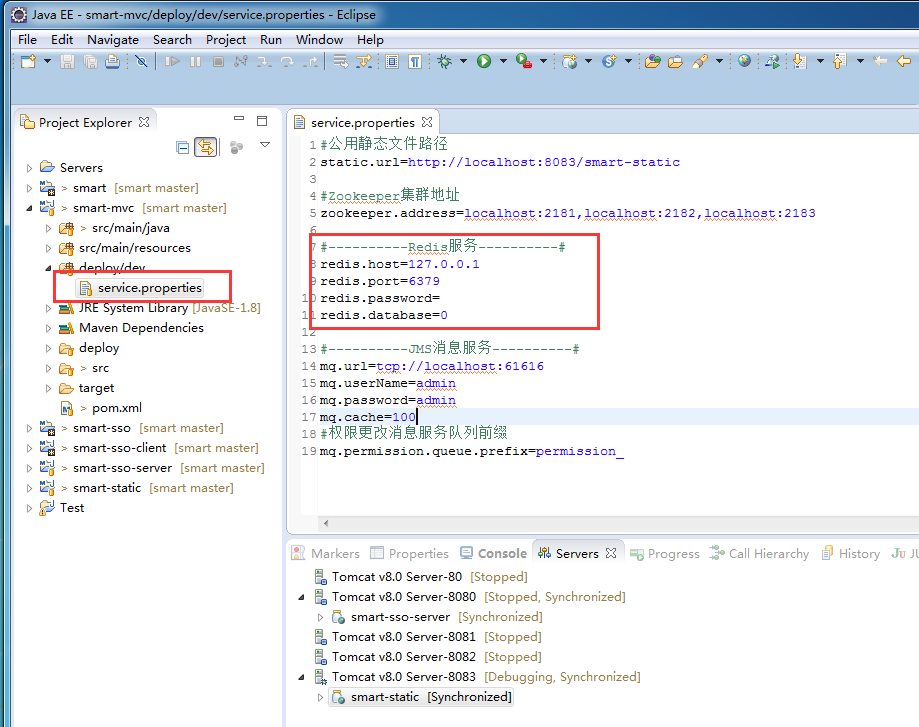 Java EE - smart-mvc/deploy/dev/service.properties - Eclipse
File Edit Navigate Search Project Run Window Help
Project Explorer
Servers
> smart [smart master]
> smart-mvc [smart master]
> src/main/java
src/main/resources
deploy/dev
service.properties
JRE System Library [JavaSE-1.8]
Maven Dependencies
deploy
> src
target
> pom.xml
> smart-sso [smart master]
> smart-sso-client [smart master]
> smart-sso-server [smart master]
> smart-static [smart master]
Test
service.properties
1 #公用静态文件路径
2 static.url=http://localhost:8083/smart-static
3
4 #Zookeeper集群地址
5 zookeeper.address=localhost:2181,localhost:2182,localhost:2183
6
7 #----------Redis服务----------#
8 redis.host=127.0.0.1
9 redis.port=6379
10 redis.password=
11 redis.database=0
12
13 #----------JMS消息服务----------#
14 mq.url=tcp://localhost:61616
15 mq.userName=admin
16 mq.password=admin
17 mq.cache=100
18 #权限更改消息服务队列前缀
19 mq.permission.queue.prefix=permission_
Markers Properties Console Servers Progress Call Hierarchy History Ju
Tomcat v8.0 Server-80 [Stopped]
Tomcat v8.0 Server-8080 [Stopped, Synchronized]
smart-sso-server [Synchronized]
Tomcat v8.0 Server-8081 [Stopped]
Tomcat v8.0 Server-8082 [Stopped]
Tomcat v8.0 Server-8083 [Debugging, Synchronized]
smart-static [Synchronized]